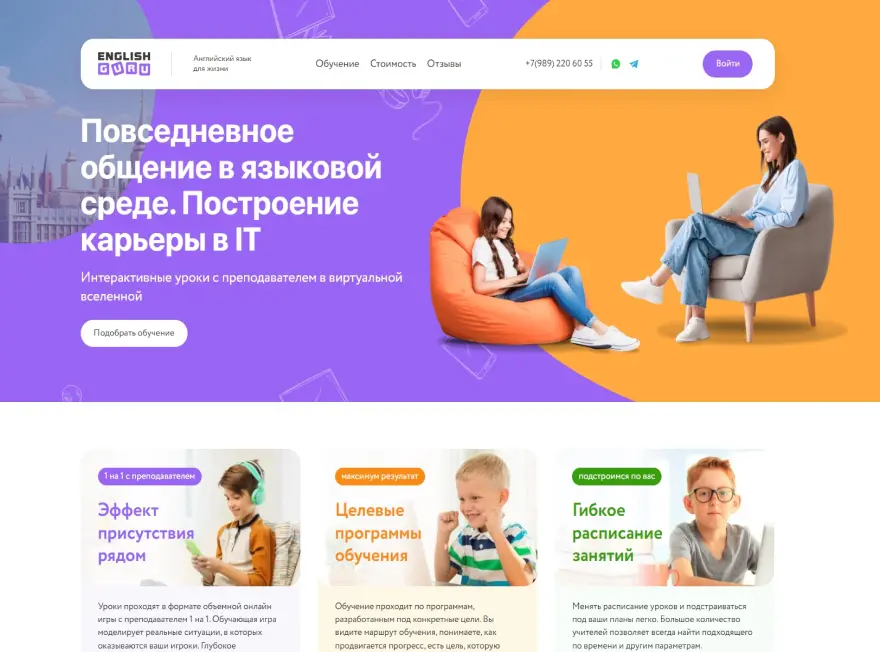 ENGLISH
GURU
Английский язык
для жизни
Обучение Стоимость Отзывы
+7(989) 220 60 55
Войти
Повседневное
общение в языковой
среде. Построение
карьеры в IT
Интерактивные уроки с преподавателем в виртуальной
вселенной
Подобрать обучение
1 на 1 с преподавателем
Эффект
присутствия
рядом
Уроки проходят в формате объемной онлайн
игры с преподавателем 1 на 1. Обучающая игра
моделирует реальные ситуации, в которых
оказываются ваши игроки. Глубокое
максимум результат
Целевые
программы
обучения
Обучение проходит по программам,
разработанным под конкретные цели. Вы
видите маршрут обучения, понимаете, как
продвигается прогресс, есть цель, которую
подстроимся по вас
Гибкое
расписание
занятий
Менять расписание уроков и подстраиваться
под ваши планы легко. Большое количество
учителей позволяет всегда найти подходящего
по времени и другим параметрам.